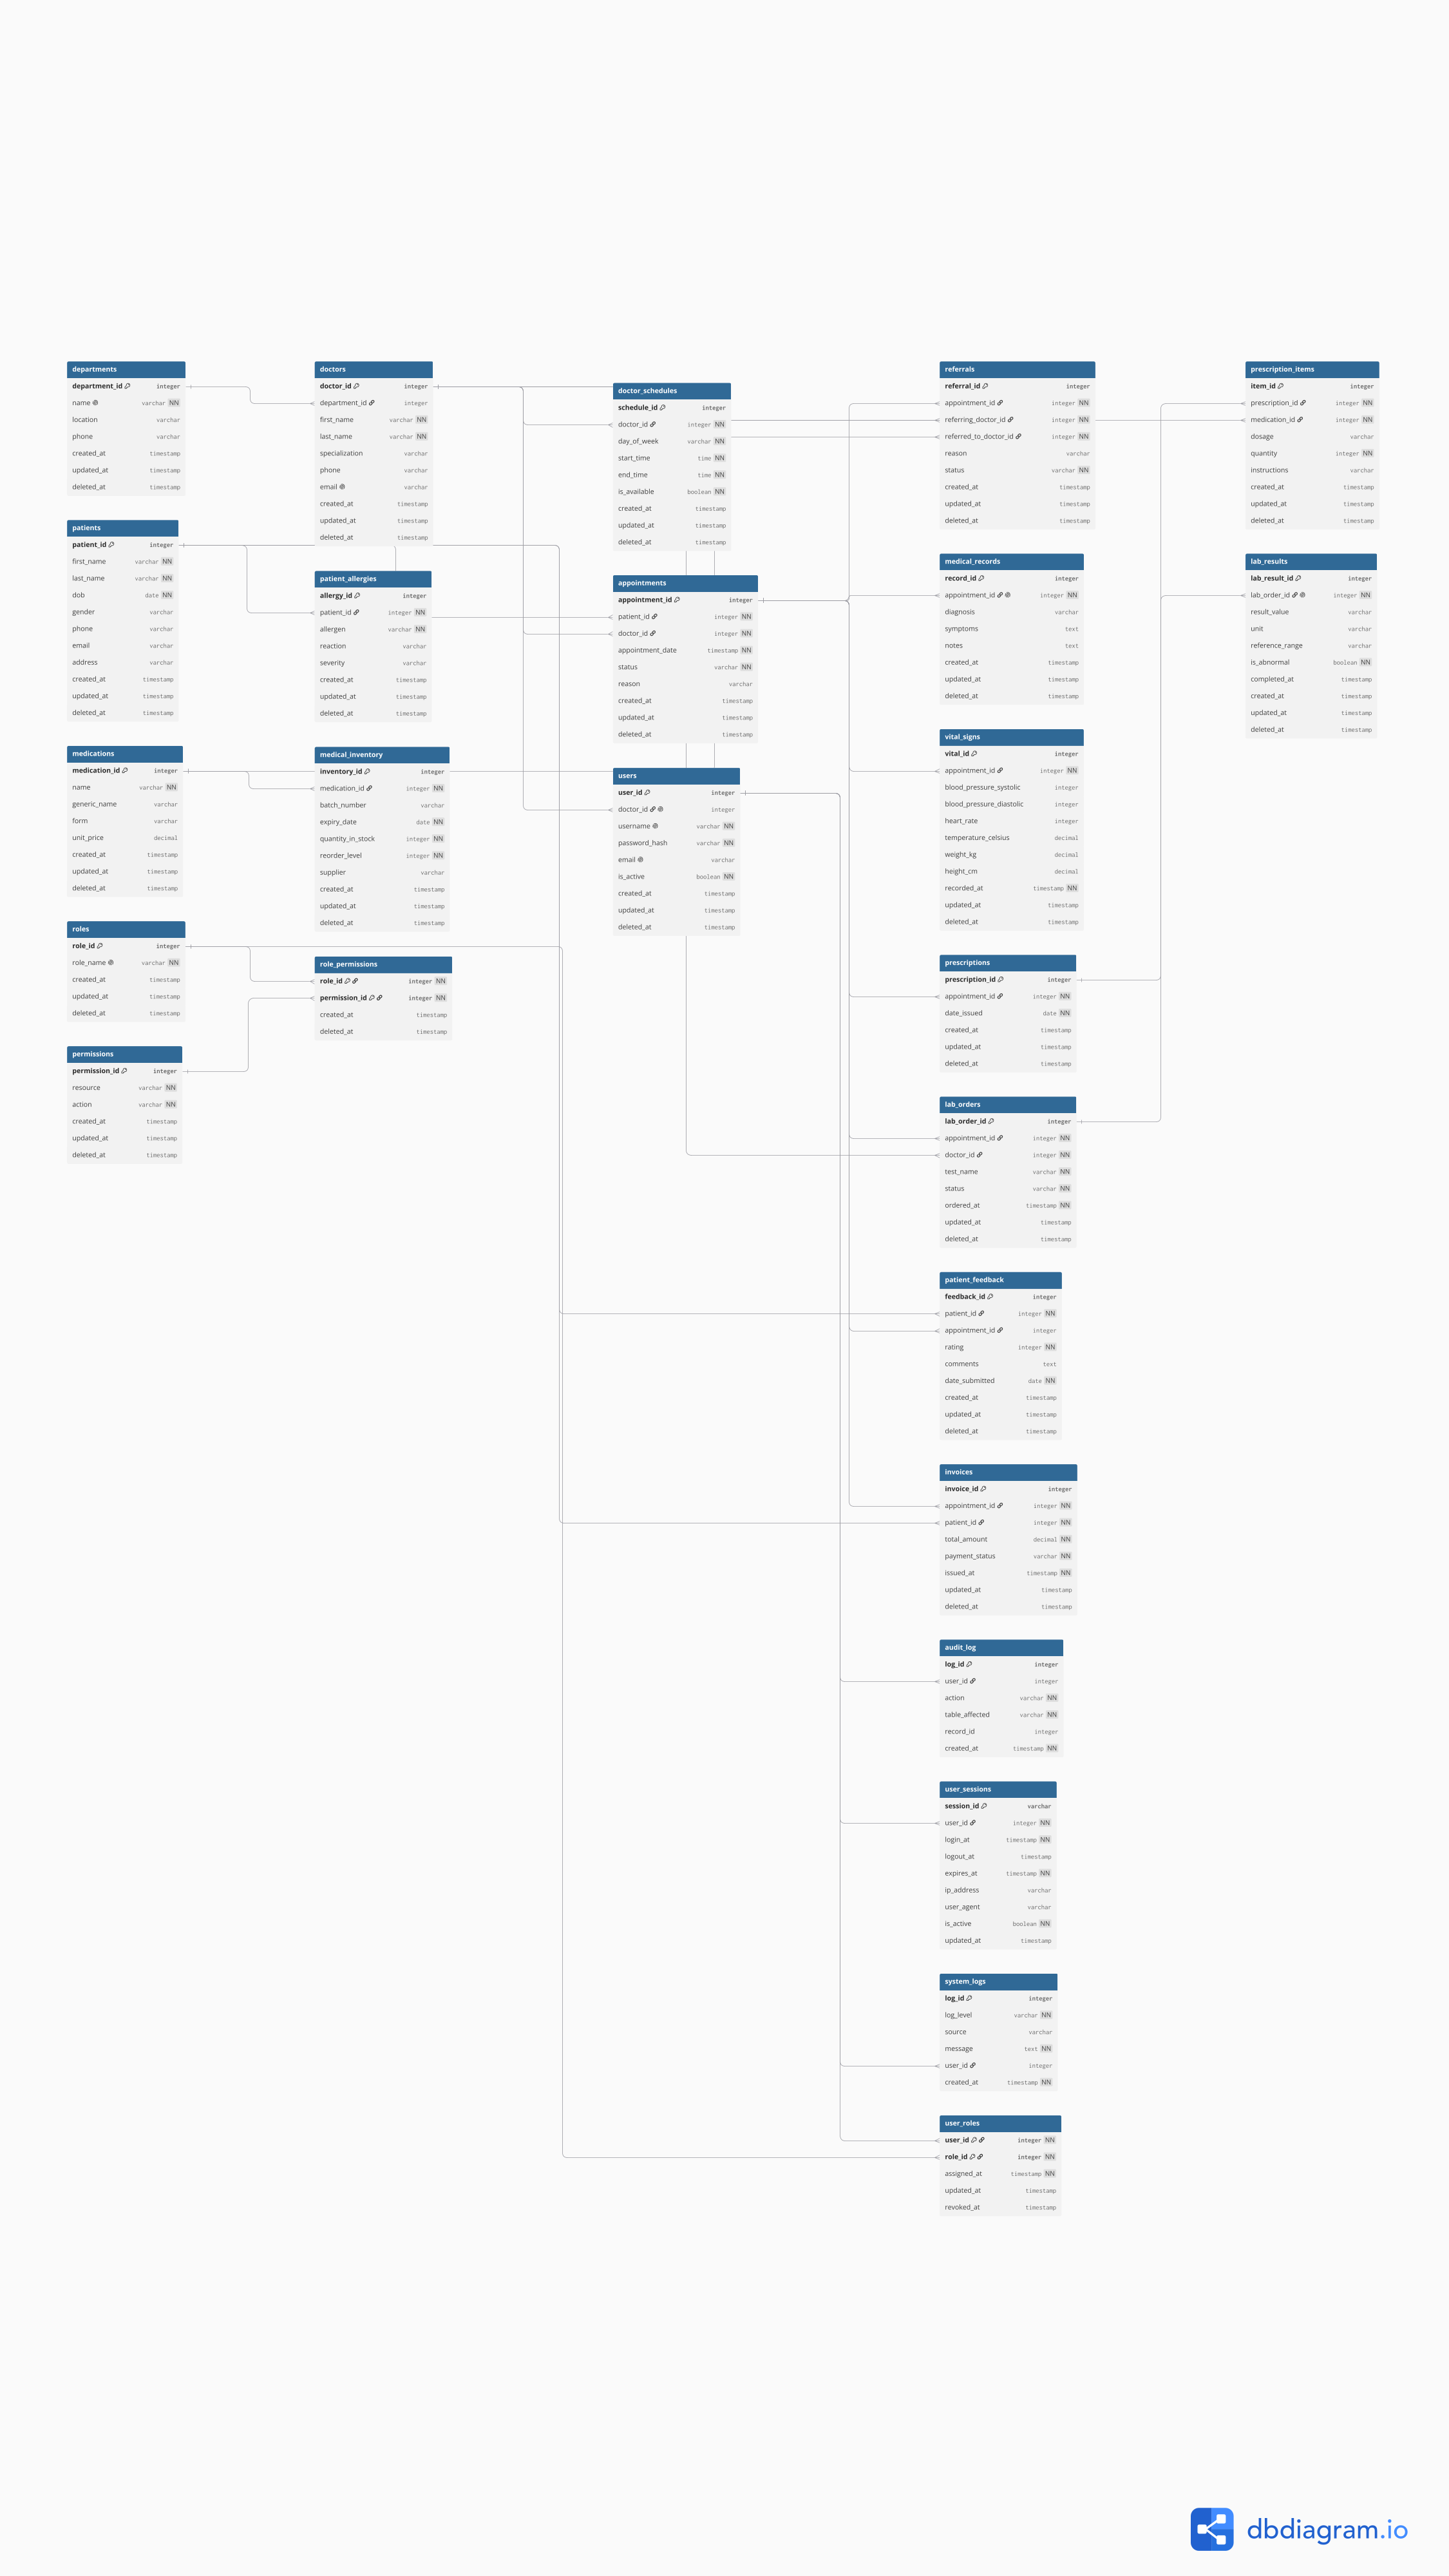 departments
department_id integer
name varchar NN
location varchar
phone varchar
created_at timestamp
updated_at timestamp
deleted_at timestamp
patients
patient_id integer
first_name varchar NN
last_name varchar NN
dob date NN
gender varchar
phone varchar
email varchar
address varchar
created_at timestamp
updated_at timestamp
deleted_at timestamp
medications
medication_id integer
name varchar NN
generic_name varchar
form varchar
unit_price decimal
created_at timestamp
updated_at timestamp
deleted_at timestamp
roles
role_id integer
role_name varchar NN
created_at timestamp
updated_at timestamp
deleted_at timestamp
permissions
permission_id integer
resource varchar NN
action varchar NN
created_at timestamp
updated_at timestamp
deleted_at timestamp
doctors
doctor_id integer
department_id integer
first_name varchar NN
last_name varchar NN
specialization varchar
phone varchar
email varchar
created_at timestamp
updated_at timestamp
deleted_at timestamp
patient_allergies
allergy_id integer
patient_id integer NN
allergen varchar NN
reaction varchar
severity varchar
created_at timestamp
updated_at timestamp
deleted_at timestamp
medical_inventory
inventory_id integer
medication_id integer NN
batch_number varchar
expiry_date date NN
quantity_in_stock integer NN
reorder_level integer NN
supplier varchar
created_at timestamp
updated_at timestamp
deleted_at timestamp
role_permissions
role_id integer NN
permission_id integer NN
created_at timestamp
deleted_at timestamp
doctor_schedules
schedule_id integer
doctor_id integer NN
day_of_week varchar NN
start_time time NN
end_time time NN
is_available boolean NN
created_at timestamp
updated_at timestamp
deleted_at timestamp
appointments
appointment_id integer
patient_id integer NN
doctor_id integer NN
appointment_date timestamp NN
status varchar NN
reason varchar
created_at timestamp
updated_at timestamp
deleted_at timestamp
users
user_id integer
doctor_id integer
username varchar NN
password_hash varchar NN
email varchar
is_active boolean NN
created_at timestamp
updated_at timestamp
deleted_at timestamp
referrals
referral_id integer
appointment_id integer NN
referring_doctor_id integer NN
referred_to_doctor_id integer NN
reason varchar
status varchar NN
created_at timestamp
updated_at timestamp
deleted_at timestamp
medical_records
record_id integer
appointment_id integer NN
diagnosis varchar
symptoms text
notes text
created_at timestamp
updated_at timestamp
deleted_at timestamp
vital_signs
vital_id integer
appointment_id integer NN
blood_pressure_systolic integer
blood_pressure_diastolic integer
heart_rate integer
temperature_celsius decimal
weight_kg decimal
height_cm decimal
recorded_at timestamp NN
updated_at timestamp
deleted_at timestamp
prescriptions
prescription_id integer
appointment_id integer NN
date_issued date NN
created_at timestamp
updated_at timestamp
deleted_at timestamp
lab_orders
lab_order_id integer
appointment_id integer NN
doctor_id integer NN
test_name varchar NN
status varchar NN
ordered_at timestamp NN
updated_at timestamp
deleted_at timestamp
patient_feedback
feedback_id integer
patient_id integer NN
appointment_id integer
rating integer NN
comments text
date_submitted date NN
created_at timestamp
updated_at timestamp
deleted_at timestamp
invoices
invoice_id integer
appointment_id integer NN
patient_id integer NN
total_amount decimal NN
payment_status varchar NN
issued_at timestamp NN
updated_at timestamp
deleted_at timestamp
audit_log
log_id integer
user_id integer
action varchar NN
table_affected varchar NN
record_id integer
created_at timestamp NN
user_sessions
session_id varchar
user_id integer NN
login_at timestamp NN
logout_at timestamp
expires_at timestamp NN
ip_address varchar
user_agent varchar
is_active boolean NN
updated_at timestamp
system_logs
log_id integer
log_level varchar NN
source varchar
message text NN
user_id integer
created_at timestamp NN
user_roles
user_id integer NN
role_id integer NN
assigned_at timestamp NN
updated_at timestamp
revoked_at timestamp
prescription_items
item_id integer
prescription_id integer NN
medication_id integer NN
dosage varchar
quantity integer NN
instructions varchar
created_at timestamp
updated_at timestamp
deleted_at timestamp
lab_results
lab_result_id integer
lab_order_id integer NN
result_value varchar
unit varchar
reference_range varchar
is_abnormal boolean NN
completed_at timestamp
created_at timestamp
updated_at timestamp
deleted_at timestamp
dbdiagram.io